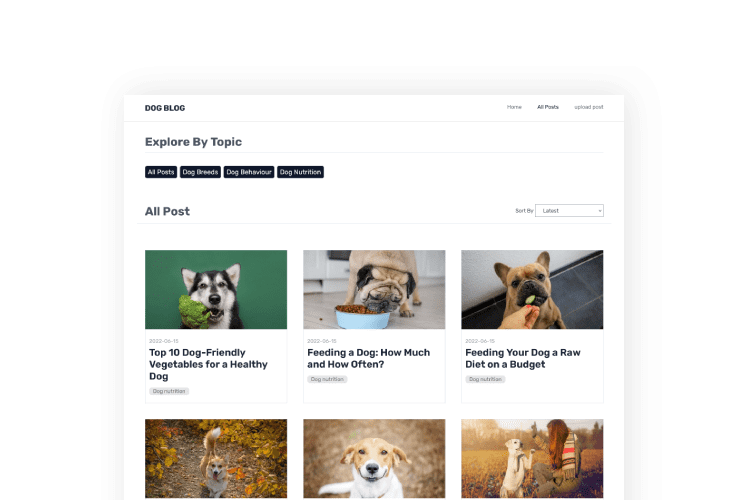 DOG BLOG
Home
All Posts
upload post
Explore By Topic
All Posts
Dog Breeds
Dog Behaviour
Dog Nutrition
All Post
Sort By
Latest
2022-06-15
Top 10 Dog-Friendly
Vegetables for a Healthy
Dog
Dog nutrition
2022-06-15
Feeding a Dog: How Much
and How Often?
Dog nutrition
2022-06-15
Feeding Your Dog a Raw
Diet on a Budget
Dog nutrition